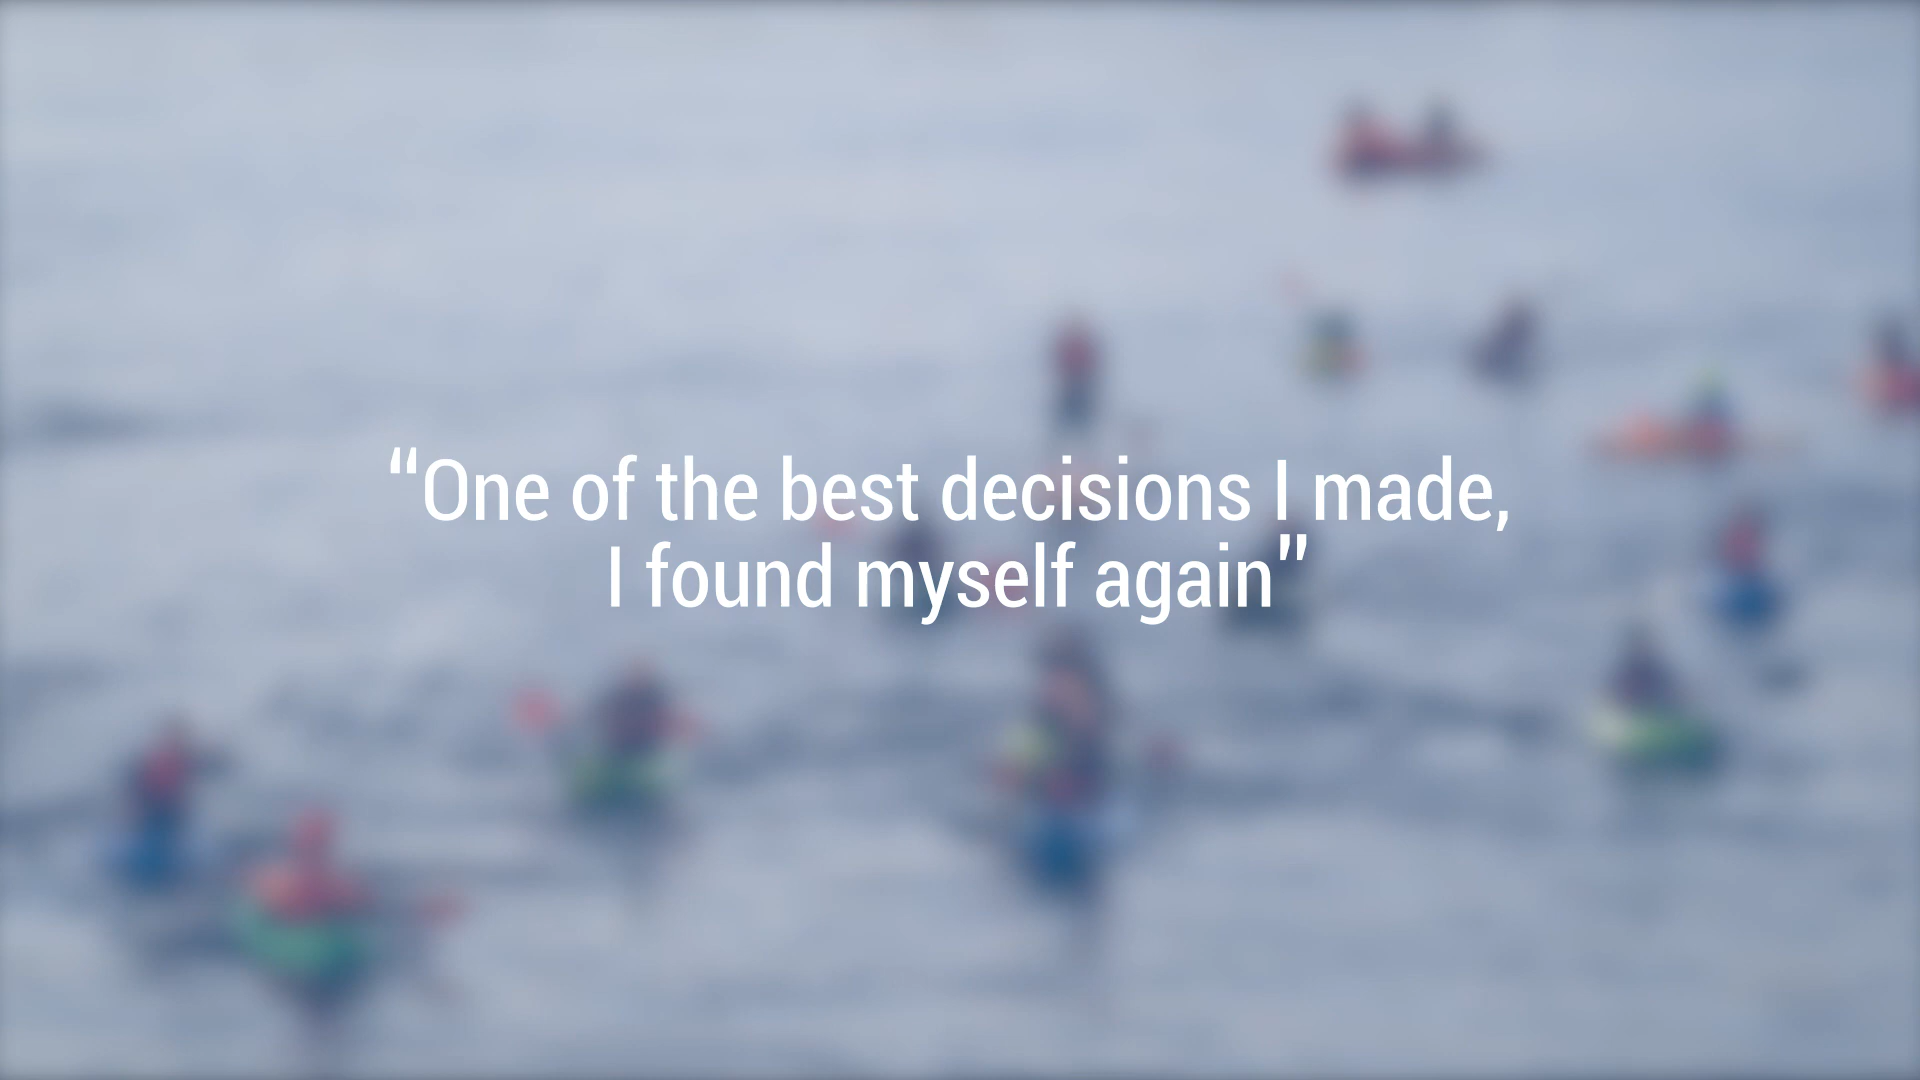 “One of the best decisions I made,
I found myself again”